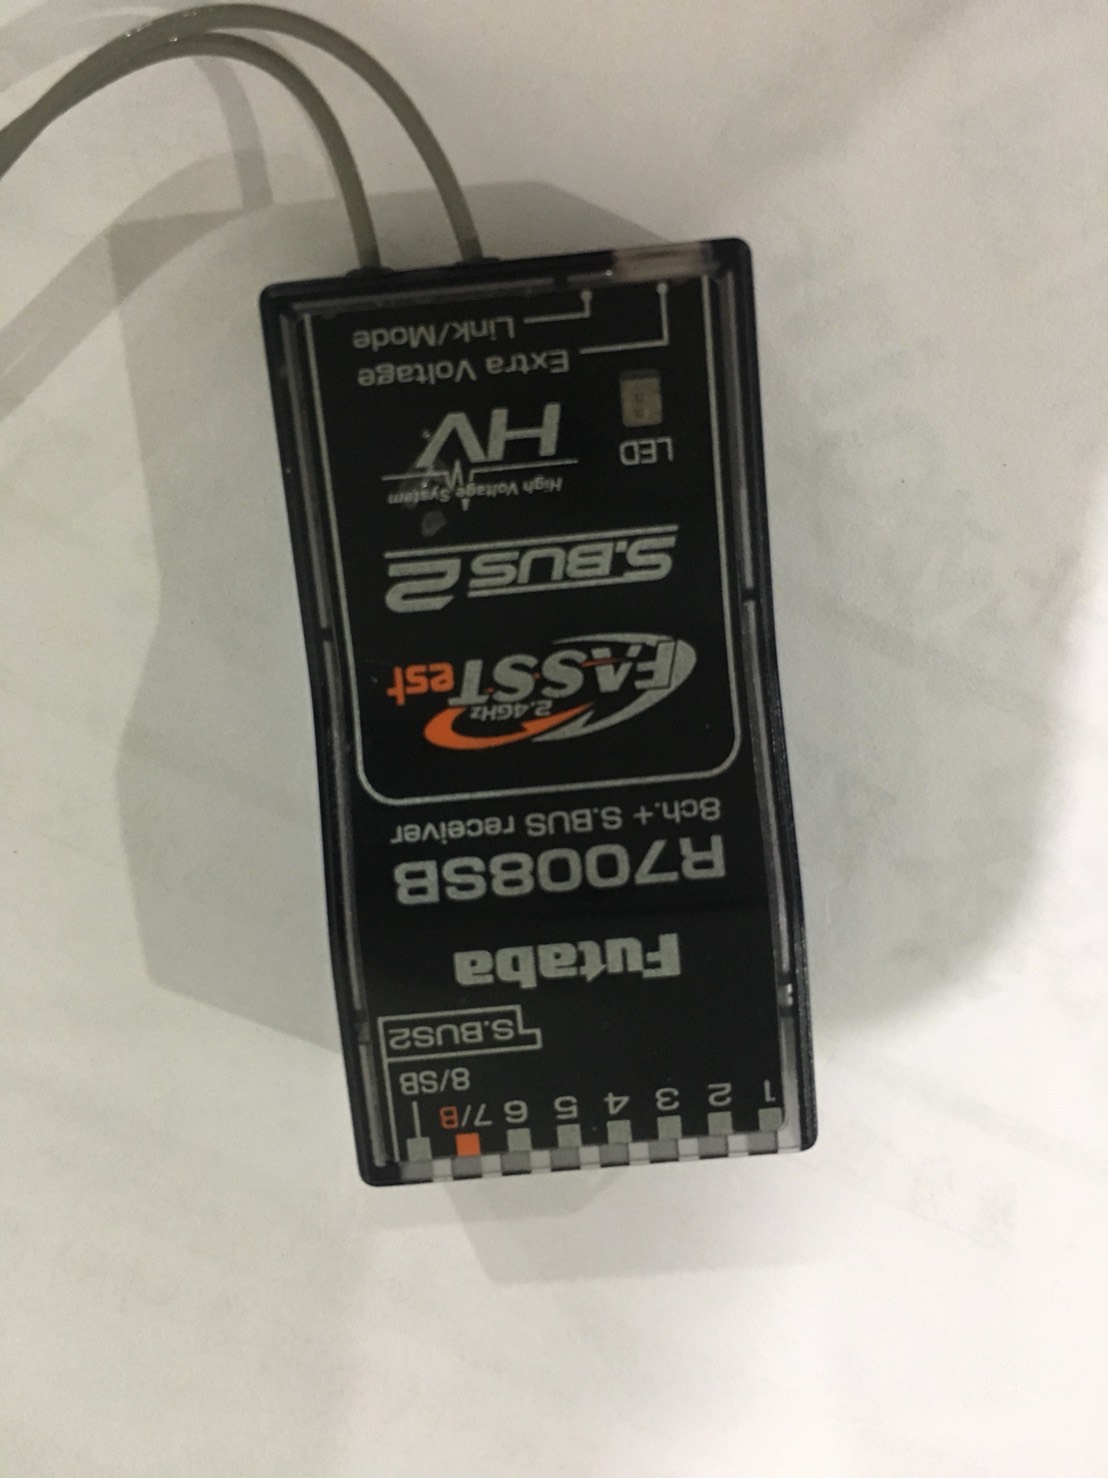 1 2 3 4 5 6 7/B
8/SB
S.BUS2
Futaba
R7008SB
8ch.+ S.BUS receiver
2.4GHz
FASSTest
S.BUS2
High Voltage System
HV
LED
Extra Voltage
Link/Mode